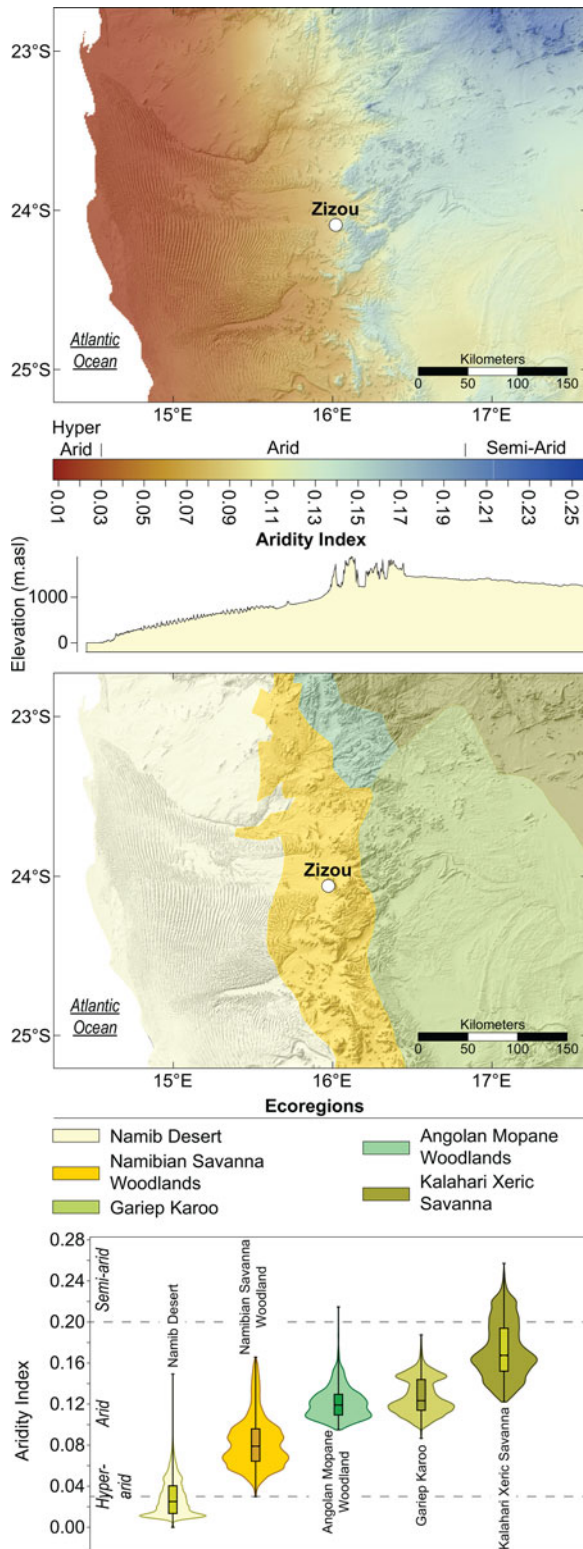 23°S
24°S
Zizou
25°S
Atlantic
Ocean
Kilometers
0 50 100 150
15°E 16°E 17°E
Hyper
Arid Arid Semi-Arid
0.01 0.03 0.05 0.07 0.09 0.11 0.13 0.15 0.17 0.19 0.21 0.23 0.25
Aridity Index
Elevation (m.asl)
1000
0
23°S
24°S
Zizou
25°S
Atlantic
Ocean
Kilometers
0 50 100 150
15°E 16°E 17°E
Ecoregions
Namib Desert
Namibian Savanna
Woodlands
Gariep Karoo
Angolan Mopane
Woodlands
Kalahari Xeric
Savanna
Aridity Index
0.28
0.24
0.20
0.16
0.12
0.08
0.04
0.00
Semi-arid
Arid
Hyper-
arid
Namib Desert
Namibian Savanna
Woodland
Angolan Mopane
Woodland
Gariep Karoo
Kalahari Xeric Savanna